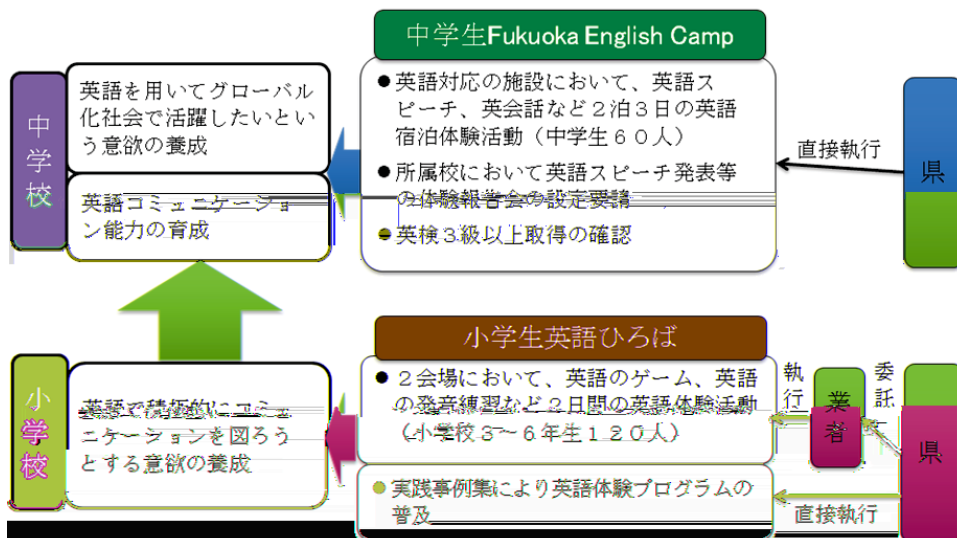 中学生Fukuoka English Camp
中学校
英語を用いてグローバル
化社会で活躍したいとい
う意欲の養成
英語コミュニケーショ
ン能力の育成
●英語対応の施設において、英語ス
ピーチ、英会話など２泊３日の英語
宿泊体験活動（中学生６０人）
●所属校において英語スピーチ発表等
の体験報告会の設定要請
●英検３級以上取得の確認
直接執行
県
小学生英語ひろば
小学校
英語で積極的にコミュ
ニケーションを図ろう
とする意欲の養成
●２会場において、英語のゲーム、英語
の発音練習など２日間の英語体験活動
（小学校３～６年生１２０人）
●実践事例集により英語体験プログラムの
普及
執行
業者
委託
県
直接執行